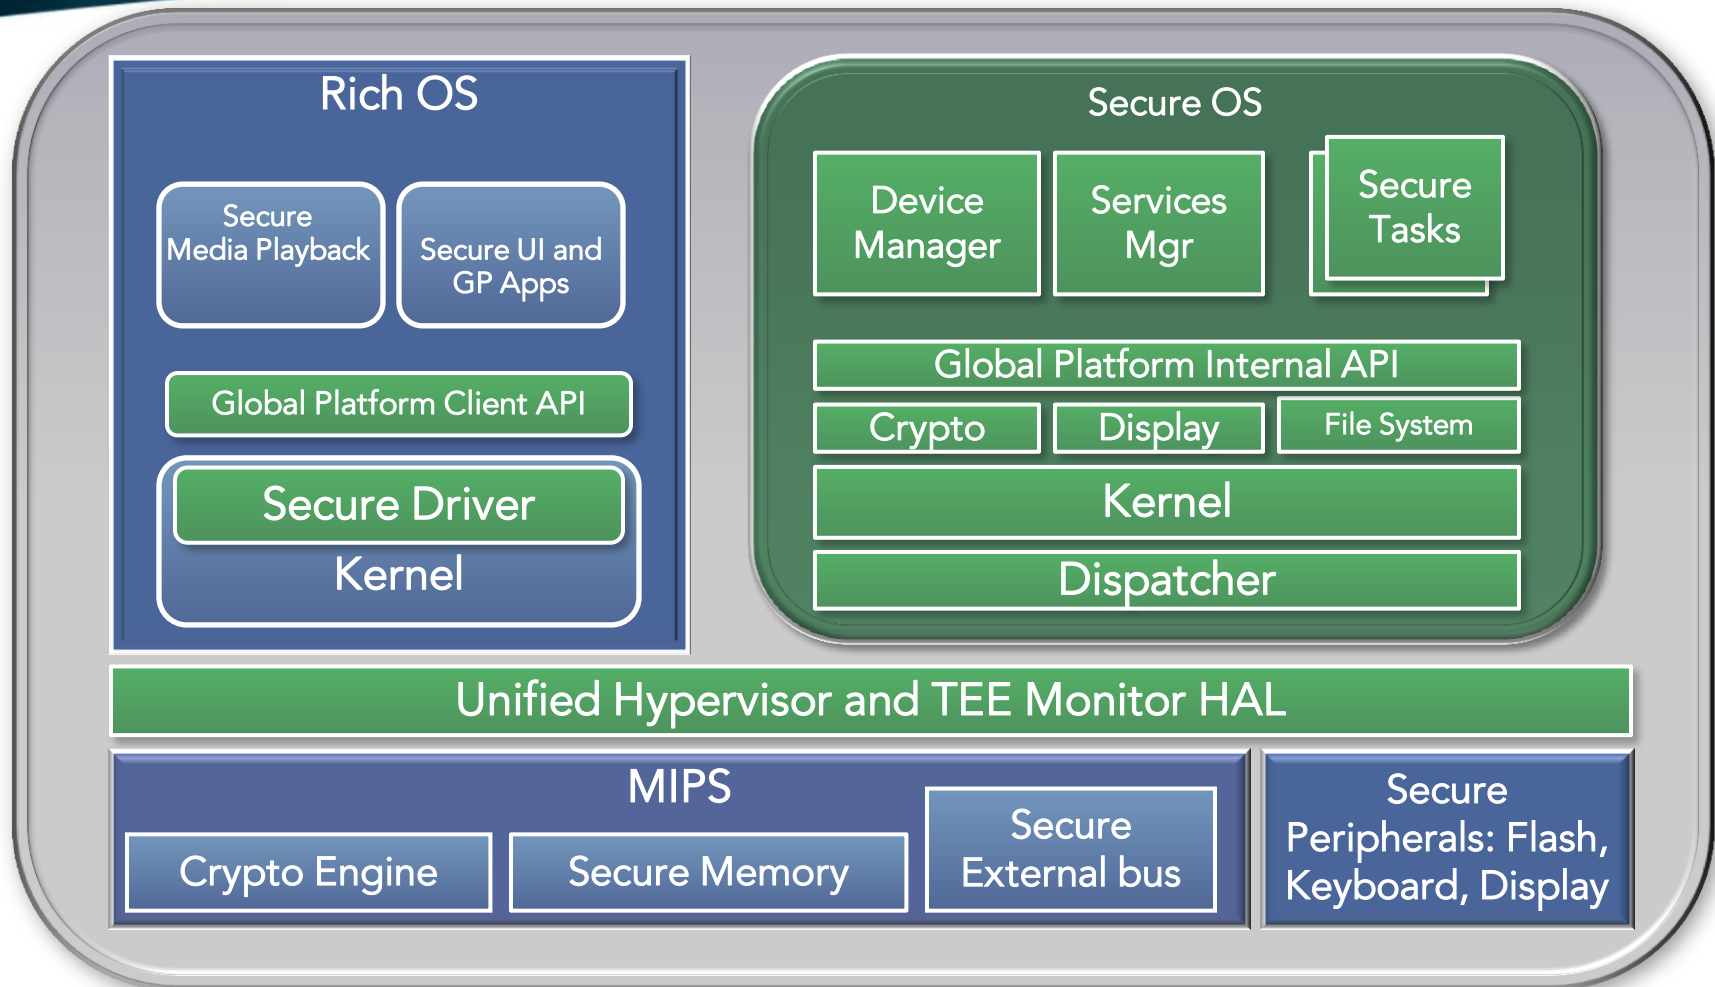 Rich OS
Secure
Media Playback
Secure UI and
GP Apps
Global Platform Client API
Secure Driver
Kernel
Secure OS
Device
Manager
Services
Mgr
Secure
Tasks
Global Platform Internal API
Crypto
Display
File System
Kernel
Dispatcher
Unified Hypervisor and TEE Monitor HAL
MIPS
Crypto Engine
Secure Memory
Secure
External bus
Secure
Peripherals: Flash,
Keyboard, Display